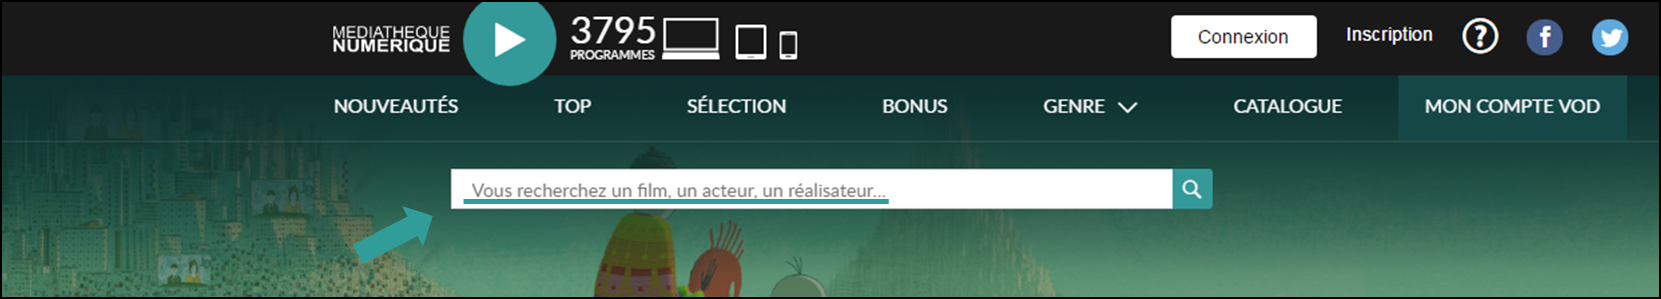 MEDIATHEQUE
NUMERIQUE
3795
PROGRAMMES
Connexion
Inscription
?
f
NOUVEAUTÉS
TOP
SÉLECTION
BONUS
GENRE
CATALOGUE
MON COMPTE VOD
Vous recherchez un film, un acteur, un réalisateur...